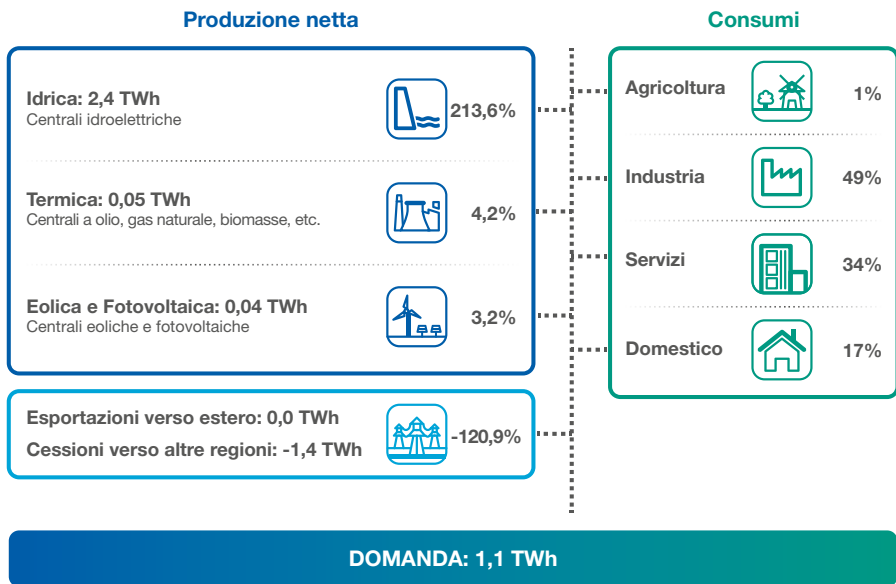 Produzione netta
Idrica: 2,4 TWh
Centrali idroelettriche
213,6%
Termica: 0,05 TWh
Centrali a olio, gas naturale, biomasse, etc.
4,2%
Eolica e Fotovoltaica: 0,04 TWh
Centrali eoliche e fotovoltaiche
3,2%
Esportazioni verso estero: 0,0 TWh
Cessioni verso altre regioni: -1,4 TWh
-120,9%
Consumi
Agricoltura
1%
Industria
49%
Servizi
34%
Domestico
17%
DOMANDA: 1,1 TWh